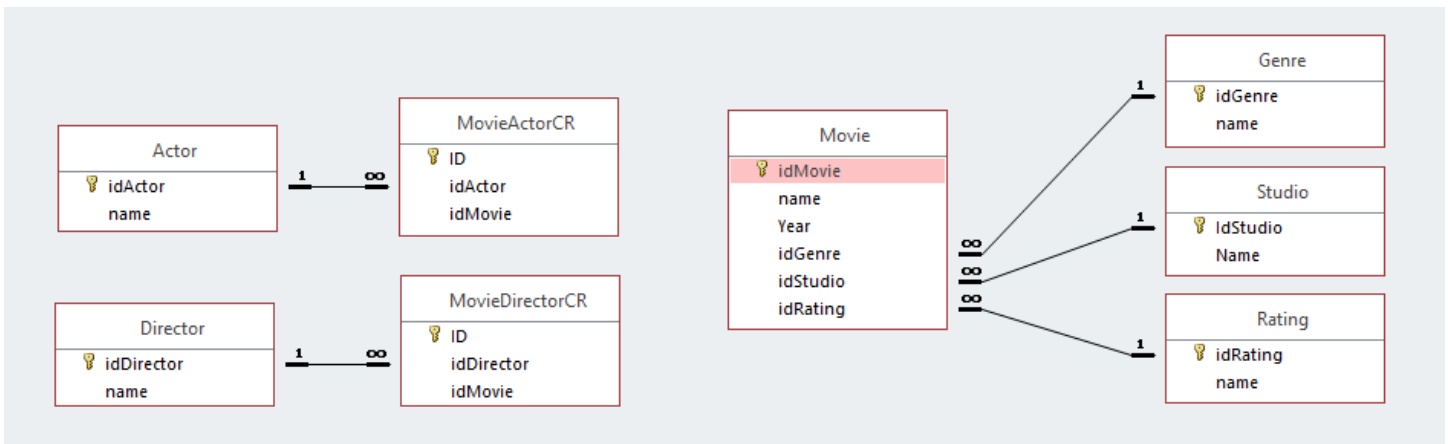 Actor
idActor
name
1
∞
MovieActorCR
ID
idActor
idMovie
Director
idDirector
name
1
∞
MovieDirectorCR
ID
idDirector
idMovie
Movie
idMovie
name
Year
idGenre
idStudio
idRating
∞
∞
∞
1
1
1
Genre
idGenre
name
Studio
IdStudio
Name
Rating
idRating
name